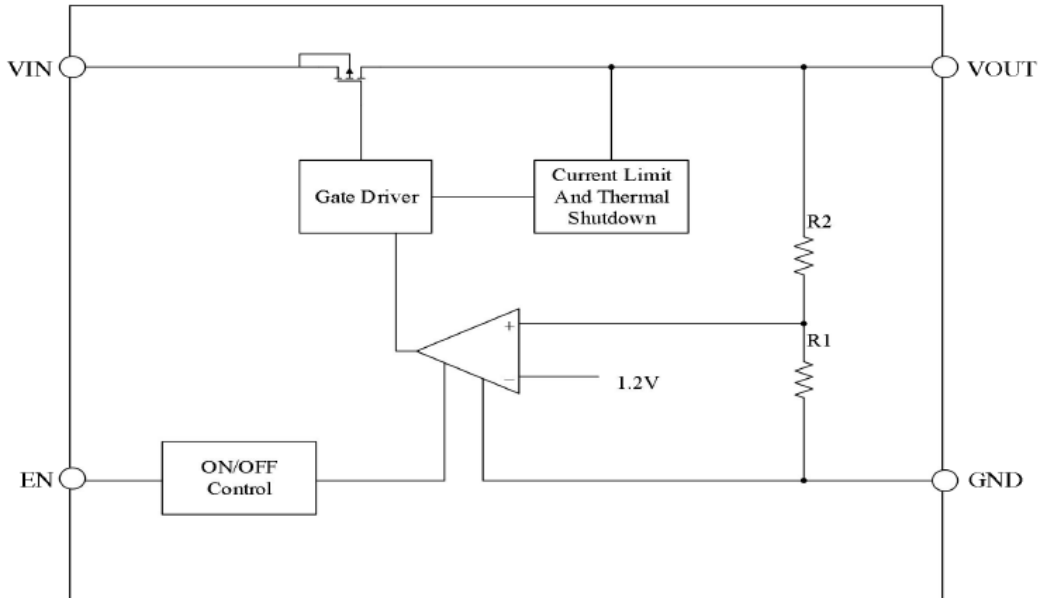 VIN
VOUT
Gate Driver
Current Limit
And Thermal
Shutdown
R2
+
R1
−
1.2V
EN
ON/OFF
Control
GND